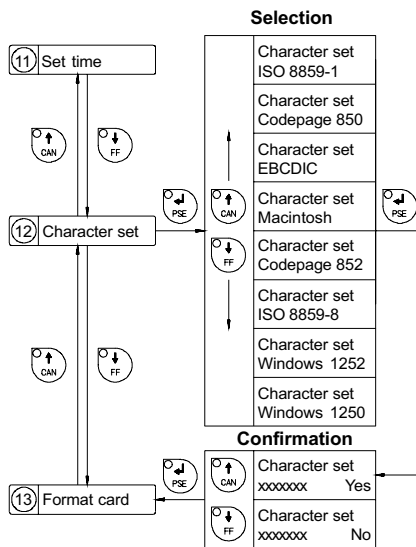 Selection
11 Set time
CAN
FF
12 Character set
PSE
CAN
FF
Character set
ISO 8859-1
Character set
Codepage 850
Character set
EBCDIC
Character set
Macintosh
Character set
Codepage 852
Character set
ISO 8859-8
Character set
Windows 1252
Character set
Windows 1250
PSE
CAN
FF
Confirmation
13 Format card
PSE
CAN
Character set
xxxxxxx Yes
FF
Character set
xxxxxxx No